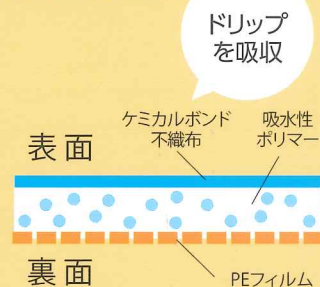 ドリップ
を吸収
ケミカルボンド
不織布
吸水性
ポリマー
表面
裏面
PEフィルム